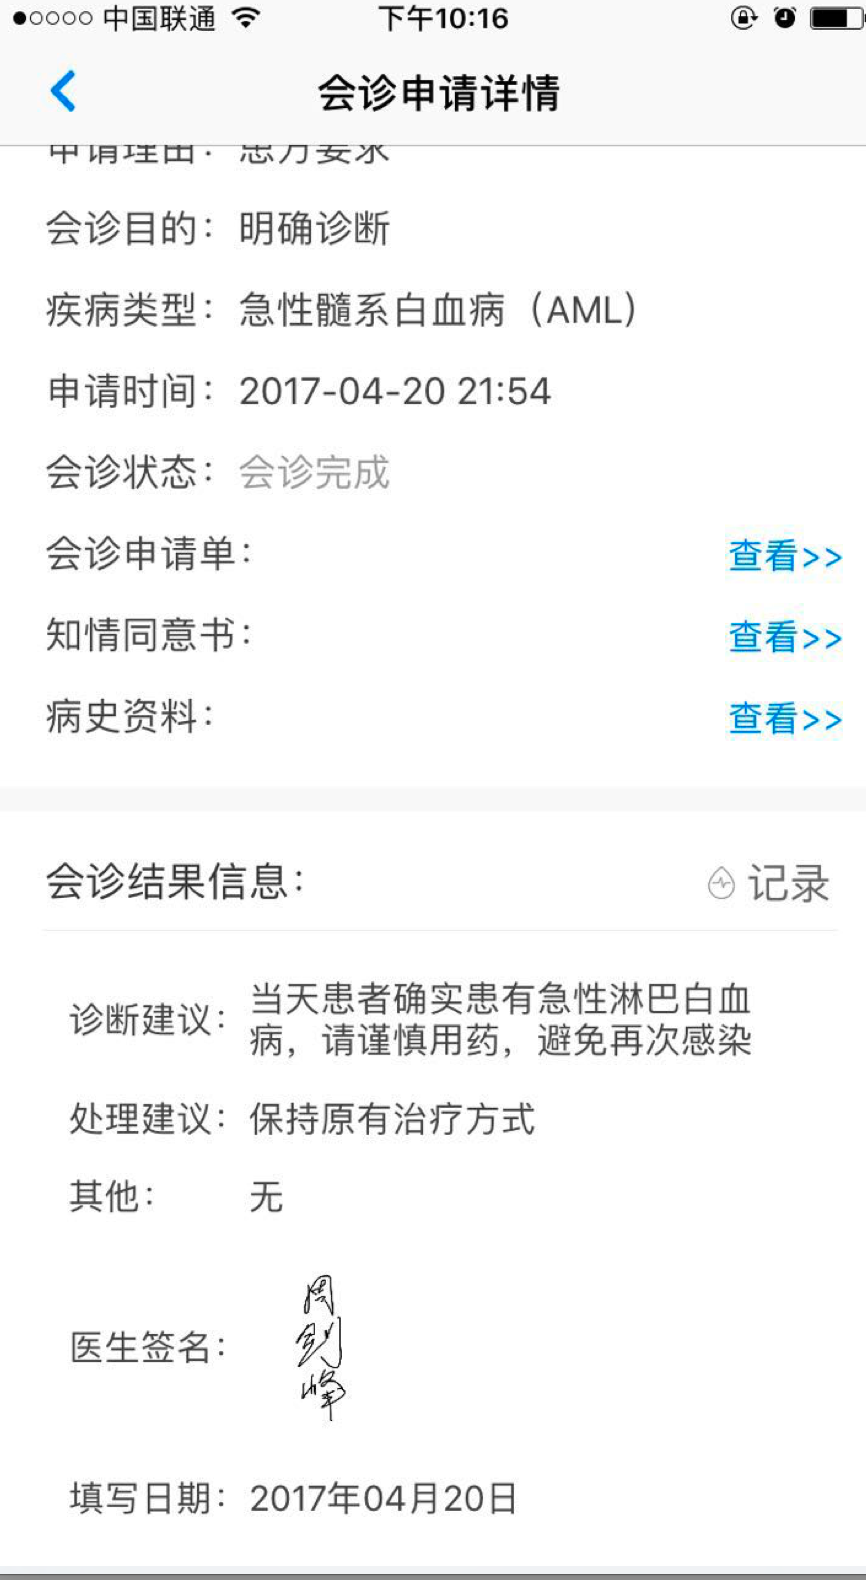 中国联通
下午10:16
会诊申请详情
申请理由：患方要求
会诊目的：明确诊断
疾病类型：急性髓系白血病（AML）
申请时间：2017-04-20 21:54
会诊状态：会诊完成
会诊申请单： 查看>>
知情同意书： 查看>>
病史资料： 查看>>
会诊结果信息： 记录
诊断建议：当天患者确实患有急性淋巴白血
病，请谨慎用药，避免再次感染
处理建议：保持原有治疗方式
其他： 无
医生签名：周剑峰
填写日期：2017年04月20日